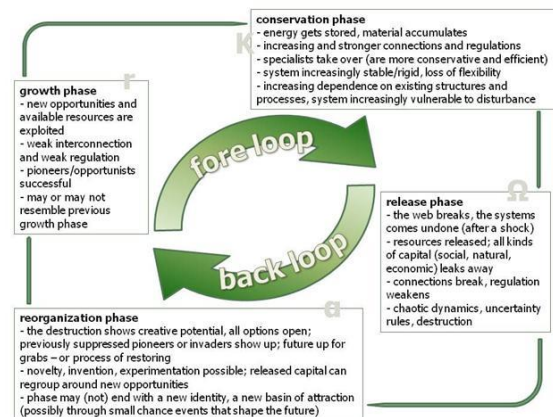 conservation phase
- energy gets stored, material accumulates
- increasing and stronger connections and regulations
- specialists take over (are more conservative and efficient)
- system increasingly stable/rigid, loss of flexibility
- increasing dependence on existing structures and
processes, system increasingly vulnerable to disturbance
K
r
growth phase
- new opportunities and
available resources are
exploited
- weak interconnection
and weak regulation
- pioneers/opportunists
successful
- may or may not
resemble previous
growth phase
fore loop
back loop
Ω
release phase
- the web breaks, the systems
comes undone (after a shock)
- resources released; all kinds
of capital (social, natural,
economic) leaks away
- connections break, regulation
weakens
- chaotic dynamics, uncertainty
rules, destruction
α
reorganization phase
- the destruction shows creative potential, all options open;
previously suppressed pioneers or invaders show up; future up for
grabs – or process of restoring
- novelty, invention, experimentation possible; released capital can
regroup around new opportunities
- phase may (not) end with a new identity, a new basin of attraction
(possibly through small chance events that shape the future)